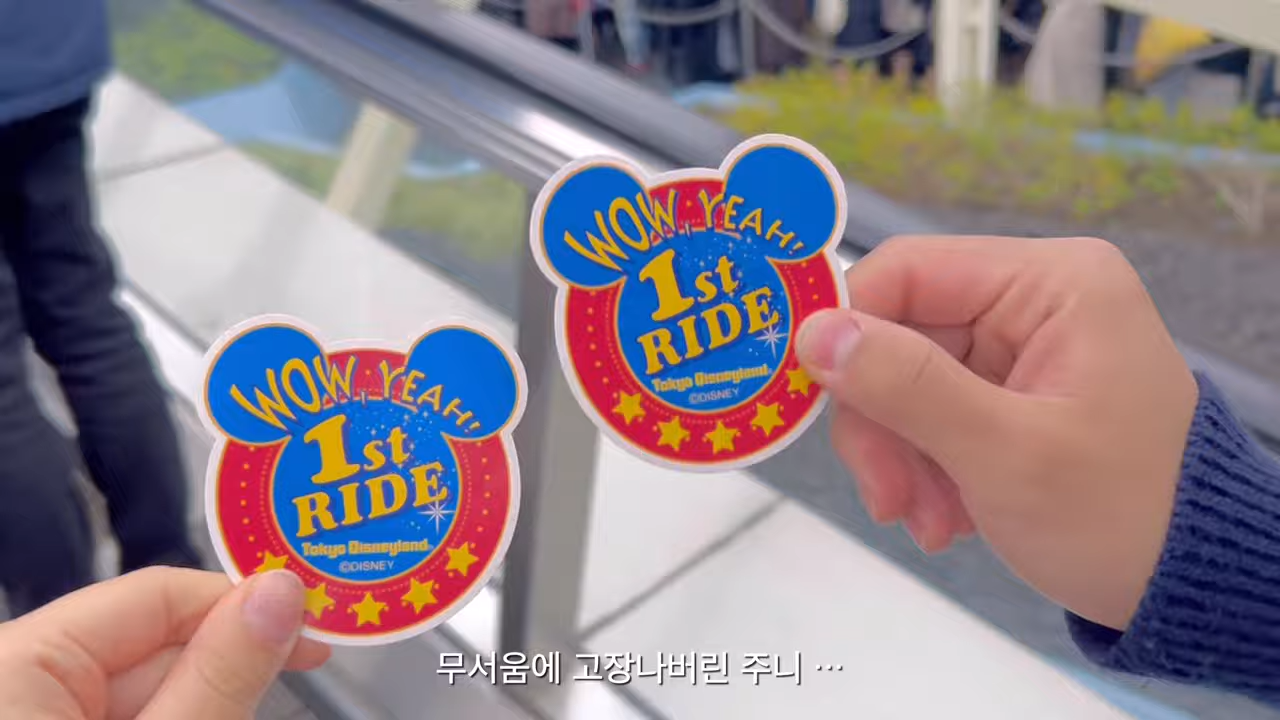 WOW, YEAH!
1st
RIDE
Tokyo Disneyland
©DISNEY
WOW, YEAH!
1st
RIDE
Tokyo Disneyland
©DISNEY
무서움에 고장나버린 주니 …